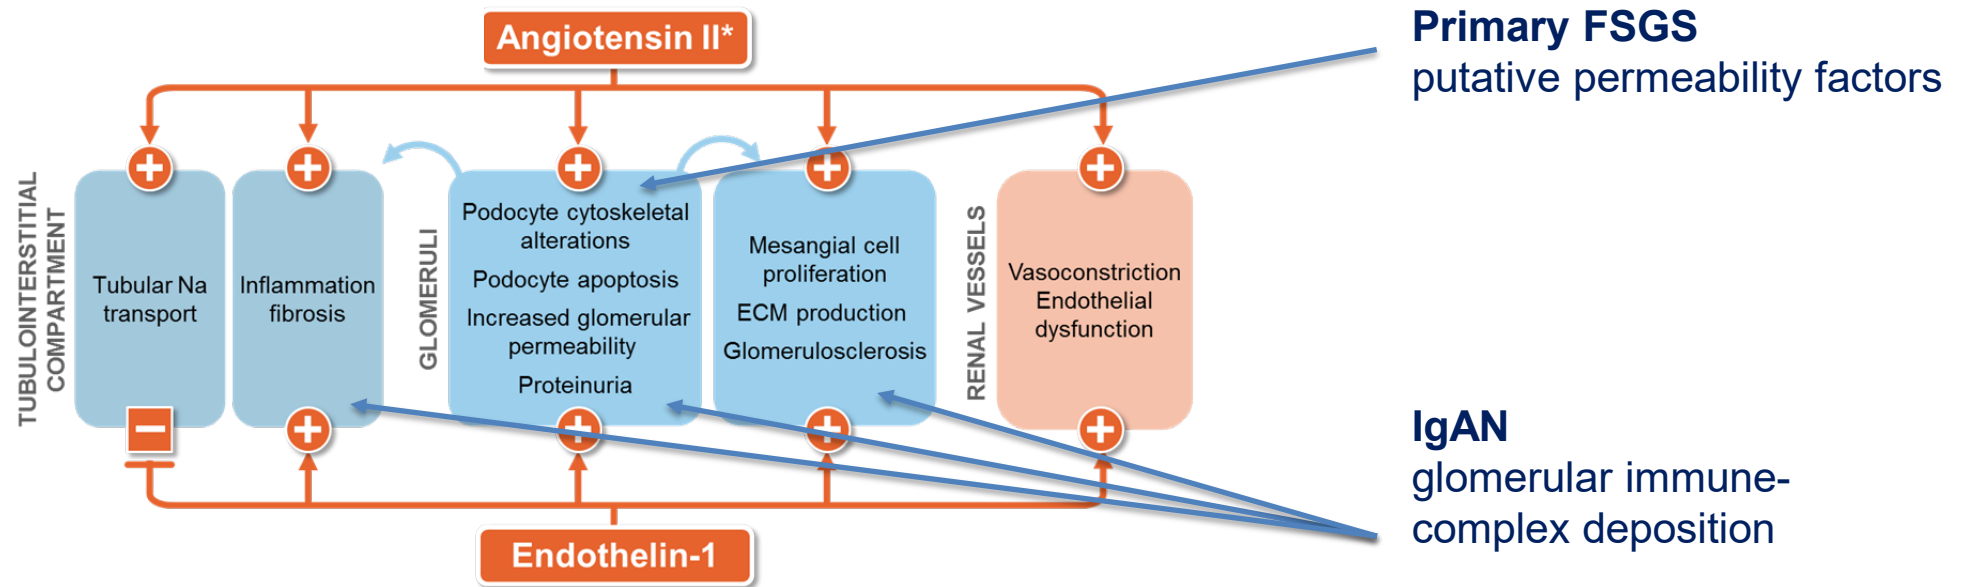 Angiotensin II*
Primary FSGS
putative permeability factors
TUBULOINTERSTITIAL
COMPARTMENT
Tubular Na
transport
Inflammation
fibrosis
GLOMERULI
Podocyte cytoskeletal
alterations
Podocyte apoptosis
Increased glomerular
permeability
Proteinuria
Mesangial cell
proliferation
ECM production
Glomerulosclerosis
RENAL VESSELS
Vasoconstriction
Endothelial
dysfunction
IgAN
glomerular immune-
complex deposition
Endothelin-1